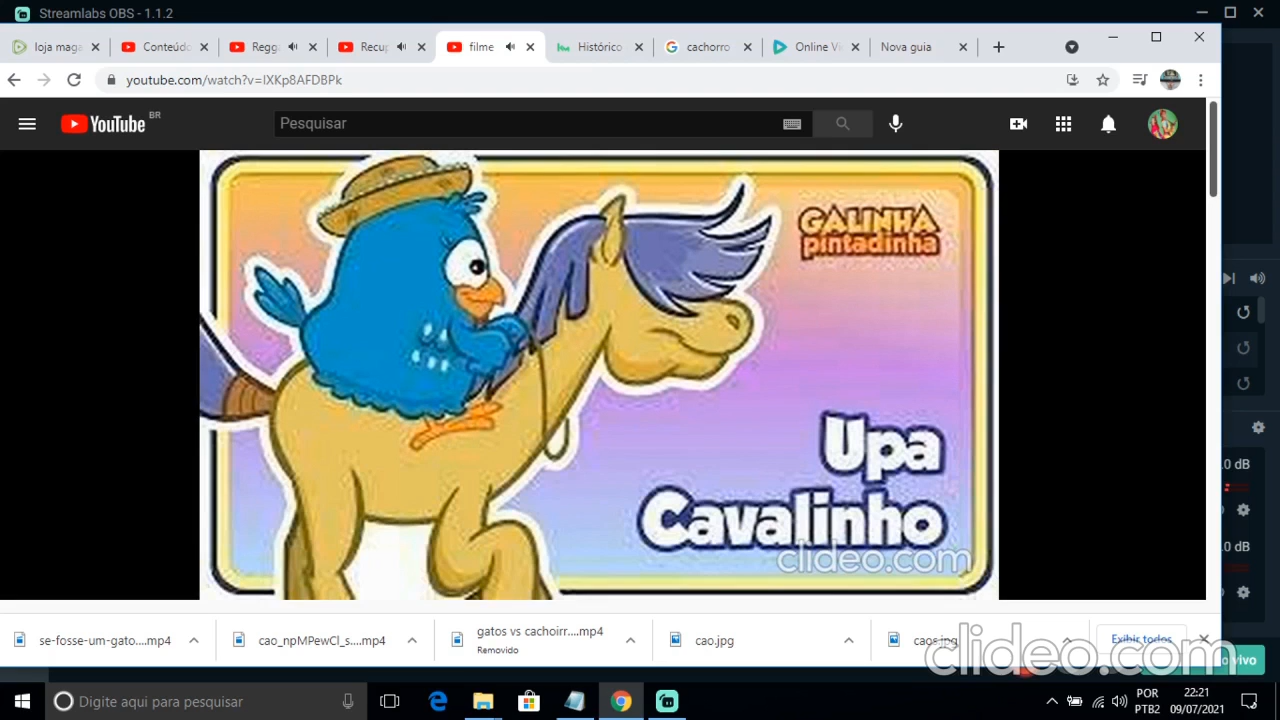 Streamlabs OBS - 1.1.2
loja maga
Conteúdo
Regg
Recup
filme
Histórico
cachorro
Online Vi
Nova guia
youtube.com/watch?v=IXKp8AFDBPk
YouTube BR
Pesquisar
GALINHA
pintadinha
Upa
Cavalinho
clideo.com
se-fosse-um-gato....mp4
cao_npMPewCl_s....mp4
gatos vs cachoirr....mp4
Removido
cao.jpg
caos.jpg
Exibir todos
clideo.com
o vivo
.0 dB
.0 dB
Digite aqui para pesquisar
POR
PTB2
22:21
09/07/2021